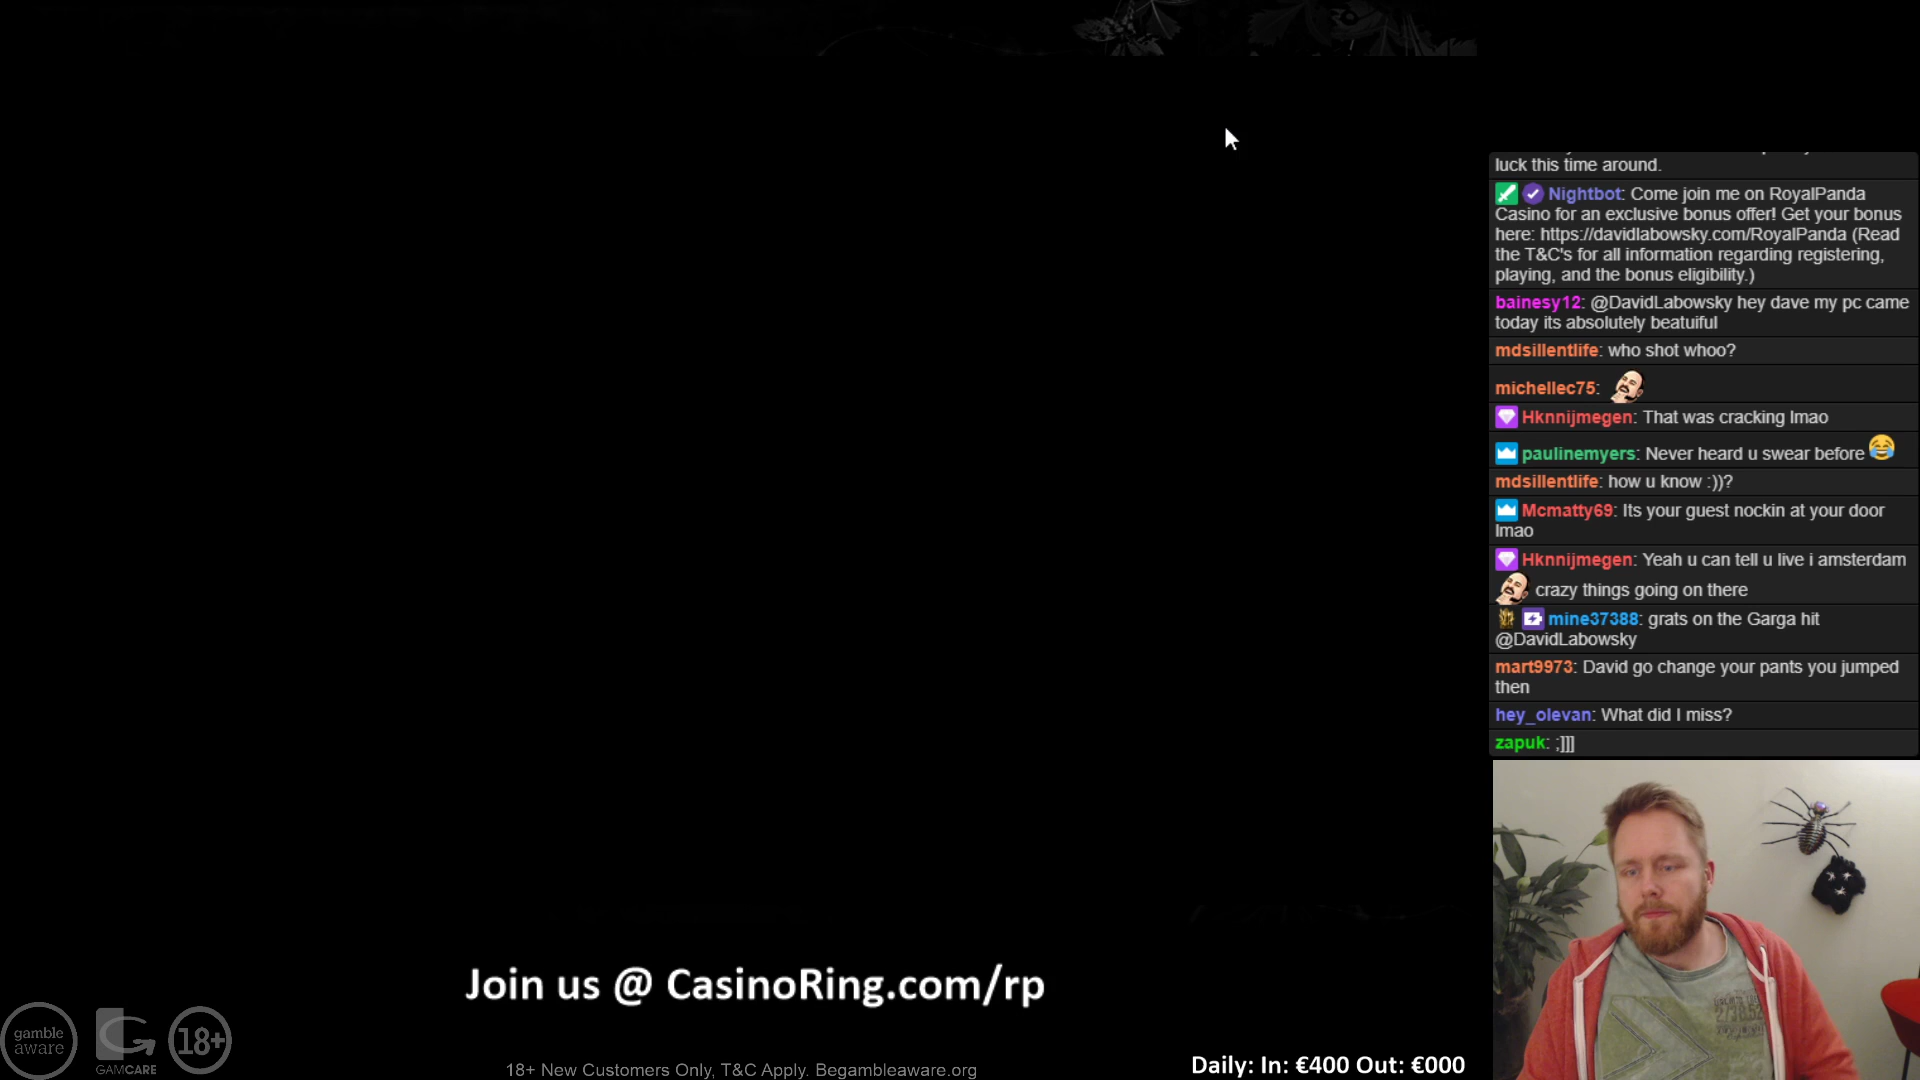 luck this time around.
Nightbot: Come join me on RoyalPanda
Casino for an exclusive bonus offer! Get your bonus
here: https://davidlabowsky.com/RoyalPanda (Read
the T&C's for all information regarding registering,
playing, and the bonus eligibility.)
bainesy12: @DavidLabowsky hey dave my pc came
today its absolutely beatuiful
mdsillentlife: who shot whoo?
michellec75:
Hknnijmegen: That was cracking lmao
paulinemyers: Never heard u swear before
mdsillentlife: how u know :))?
Mcmatty69: Its your guest nockin at your door
lmao
Hknnijmegen: Yeah u can tell u live i amsterdam
crazy things going on there
mine37388: grats on the Garga hit
@DavidLabowsky
mart9973: David go change your pants you jumped
then
hey_olevan: What did I miss?
zapuk: ;]]]
Join us @ CasinoRing.com/rp
gamble
aware
GAMCARE
18+
18+ New Customers Only, T&C Apply. Begambleaware.org
Daily: In: €400 Out: €000